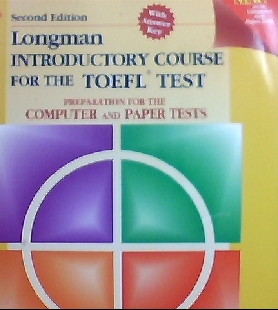 Second Edition
With
Answer
Key
Longman
INTRODUCTORY COURSE
FOR THE TOEFL® TEST
PREPARATION FOR THE
COMPUTER AND PAPER TESTS